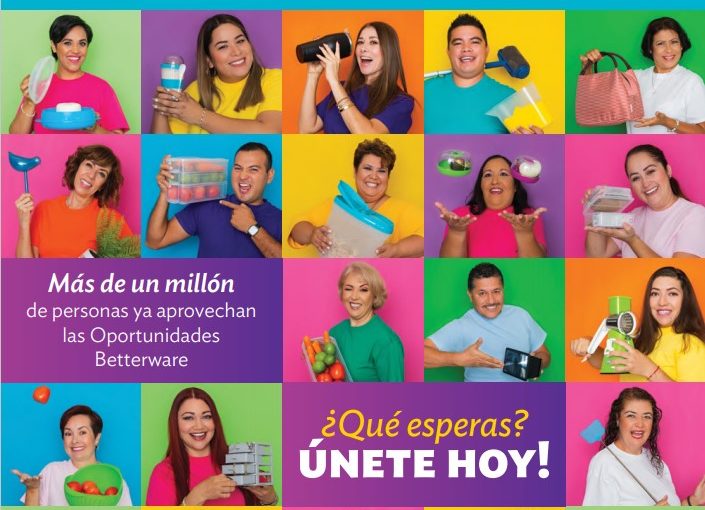 Más de un millón
de personas ya aprovechan
las Oportunidades
Betterware
¿Qué esperas?
ÚNETE HOY!